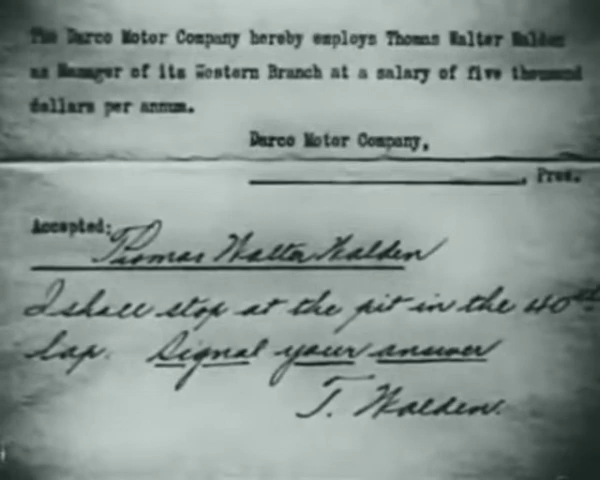 The Darco Motor Company hereby employs Thomas Walter Walden
as Manager of its Western Branch at a salary of five thousand
dollars per annum.
Darco Motor Company,
, Pres.
Accepted:
Thomas Walter Walden
I shall stop at the pit in the 40th
lap. Signal your answer
T. Walden.